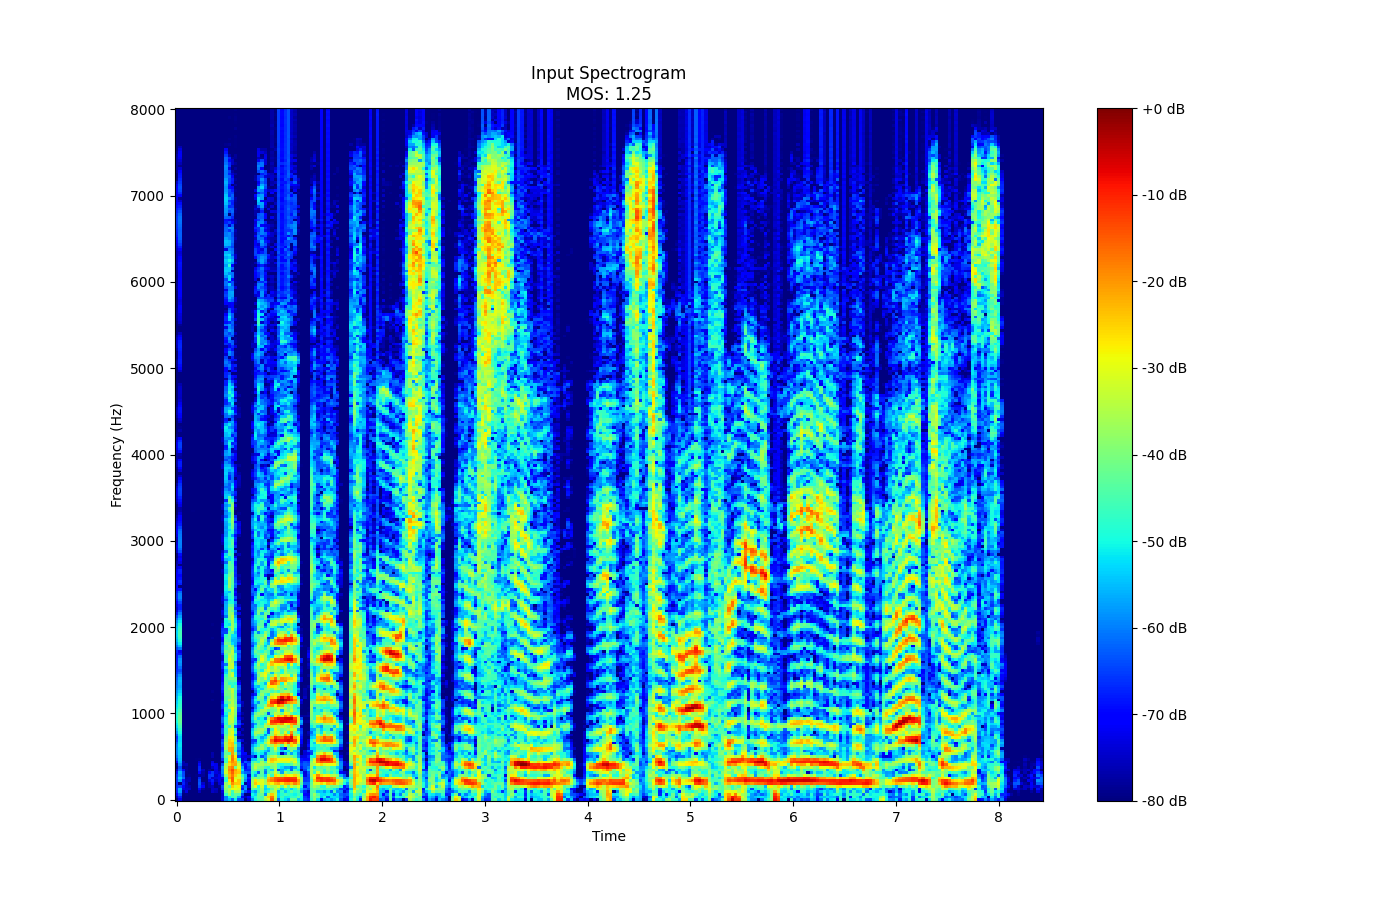 Input Spectrogram
MOS: 1.25
Frequency (Hz)
8000
7000
6000
5000
4000
3000
2000
1000
0
0 1 2 3 4 5 6 7 8
Time
+0 dB
-10 dB
-20 dB
-30 dB
-40 dB
-50 dB
-60 dB
-70 dB
-80 dB